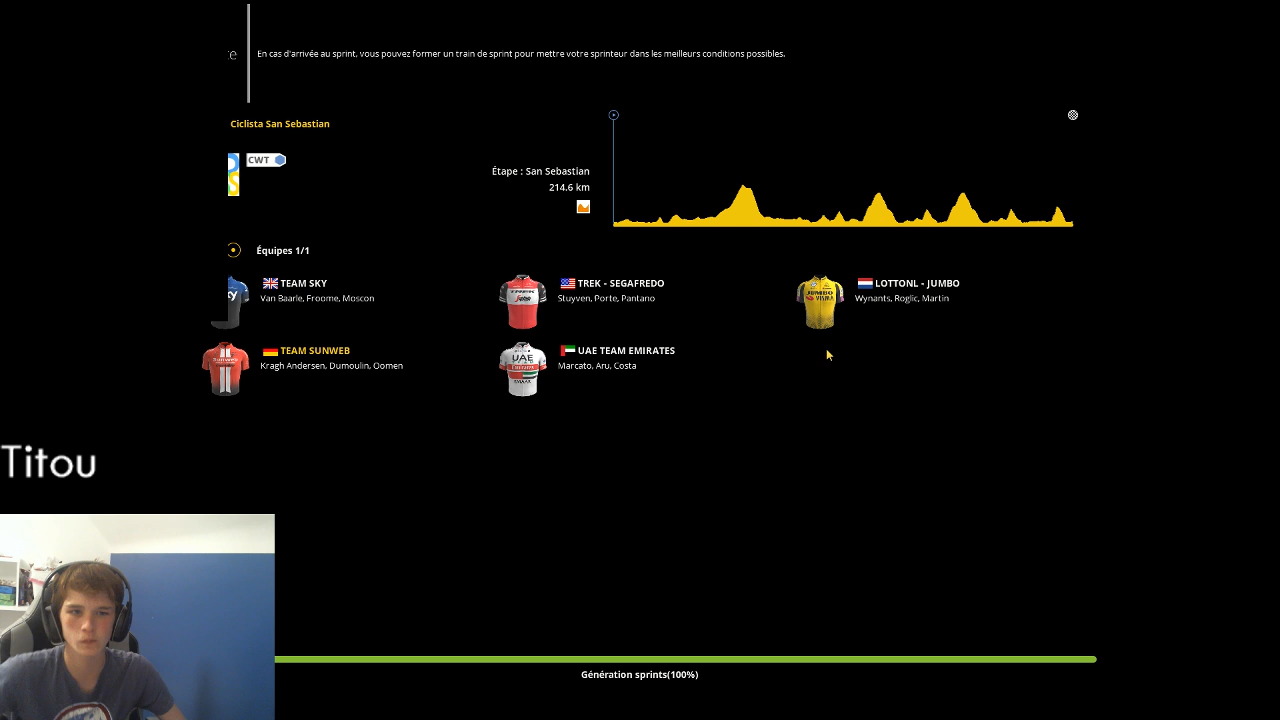 En cas d'arrivée au sprint, vous pouvez former un train de sprint pour mettre votre sprinteur dans les meilleurs conditions possibles.
Ciclista San Sebastian
CWT
Étape : San Sebastian
214.6 km
Équipes 1/1
TEAM SKY
Van Baarle, Froome, Moscon
TREK - SEGAFREDO
Stuyven, Porte, Pantano
LOTTONL - JUMBO
Wynants, Roglic, Martin
TEAM SUNWEB
Kragh Andersen, Dumoulin, Oomen
UAE TEAM EMIRATES
Marcato, Aru, Costa
UAE
Titou
Génération sprints(100%)